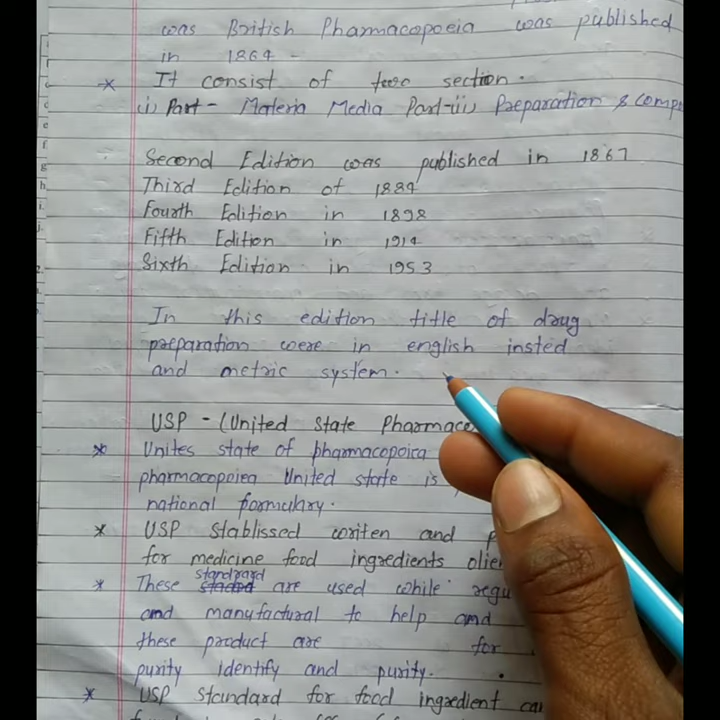 was British Pharmacopoeia was published
in 1864 -
* It consist of two section.
(i) Part - Materia Media Part-(ii) Preparation & comp
Second Edition was published in 1867
Third Edition of 1884
Fourth Edition in 1898
Fifth Edition in 1914
Sixth Edition in 1953
In this edition title of drug
preparation were in english insted
and metric system.
USP - (United State Pharmaco
* Unites state of pharmacopoica
pharmacopoiea United state is
national formulary.
* USP stablissed writen and p
for medicine food ingredients
* These standrard are used while regu
and manufactural to help and
these product are for
purity identify and purity.
* USP standard for food ingredient can